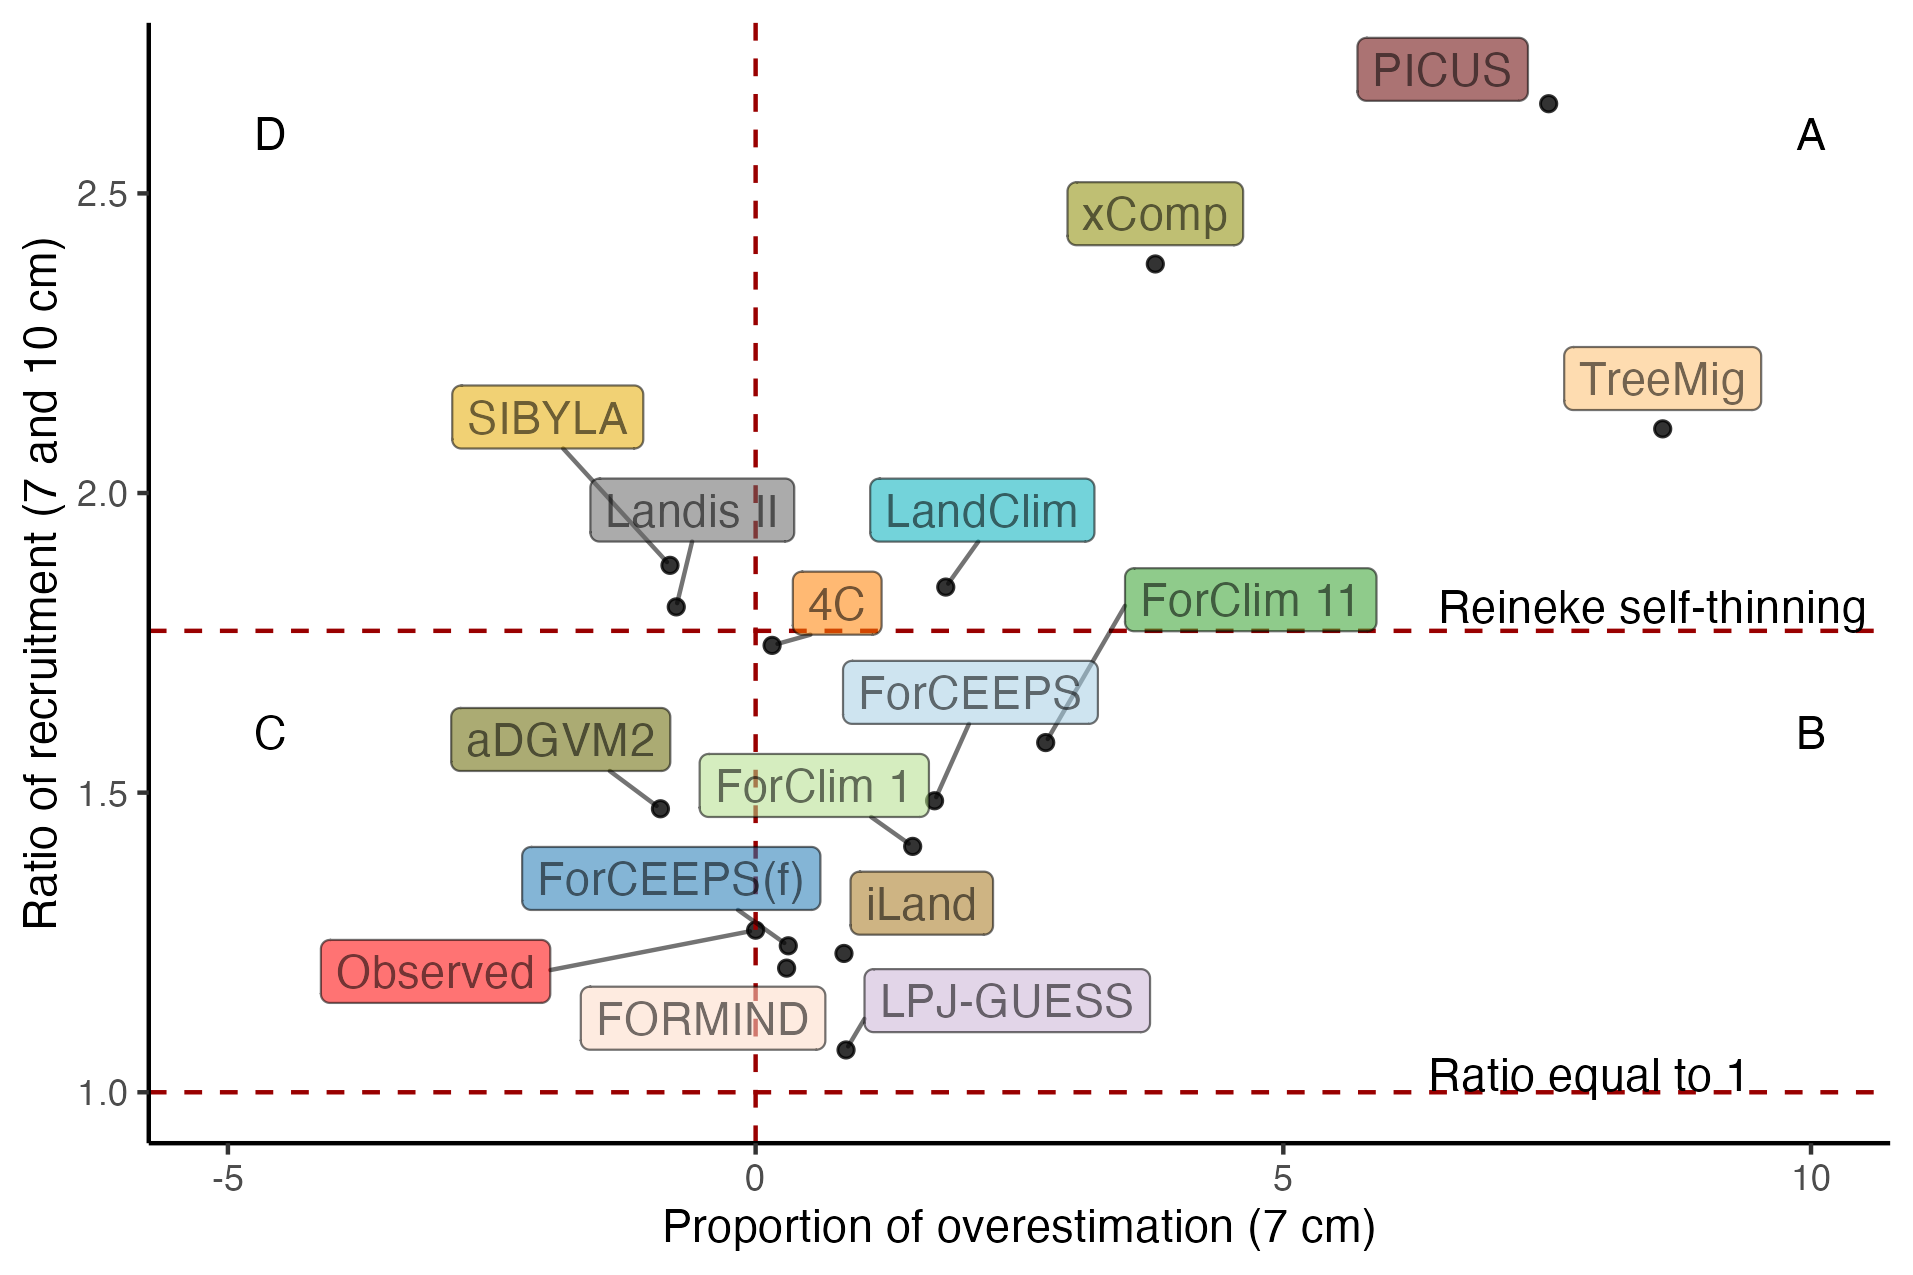 PICUS
D
A
2.5
xComp
TreeMig
SIBYLA
2.0
Landis II
LandClim
4C
ForClim 11
Reineke self-thinning
ForCEEPS
C
B
aDGVM2
1.5
ForClim 1
ForCEEPS(f)
iLand
Observed
LPJ-GUESS
FORMIND
Ratio equal to 1
1.0
-5
0
5
10
Proportion of overestimation (7 cm)
Ratio of recruitment (7 and 10 cm)